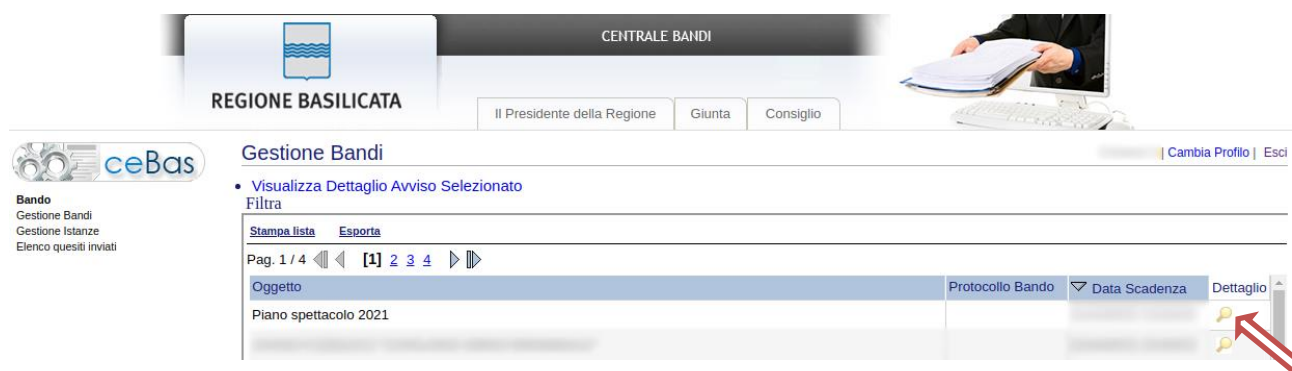 CENTRALE BANDI
REGIONE BASILICATA
Il Presidente della Regione Giunta Consiglio
ceBas
Gestione Bandi
| Cambia Profilo | Esci
Visualizza Dettaglio Avviso Selezionato
Filtra
Bando
Gestione Bandi
Gestione Istanze
Elenco quesiti inviati
Stampa lista Esporta
Pag. 1 / 4 [1] 2 3 4
Oggetto Protocollo Bando Data Scadenza Dettaglio
Piano spettacolo 2021